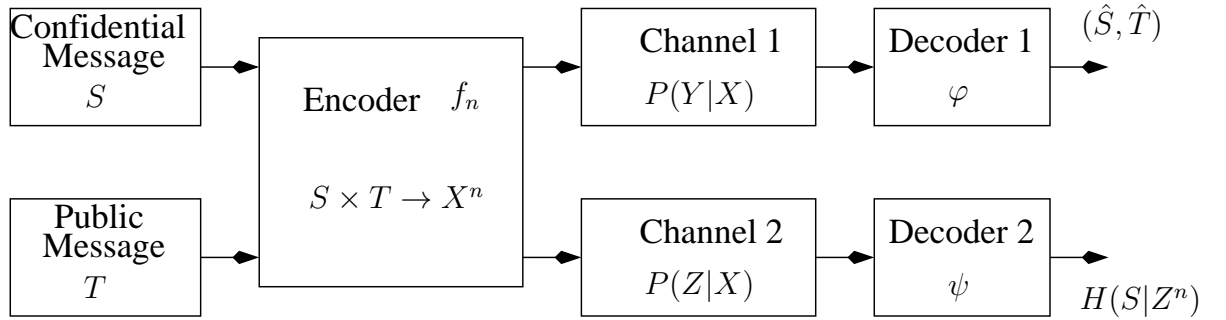 Confidential
Message
S
Encoder f_n
S × T → X^n
Channel 1
P(Y|X)
Decoder 1
φ
(Ŝ, T̂)
Public
Message
T
Channel 2
P(Z|X)
Decoder 2
ψ
H(S|Z^n)